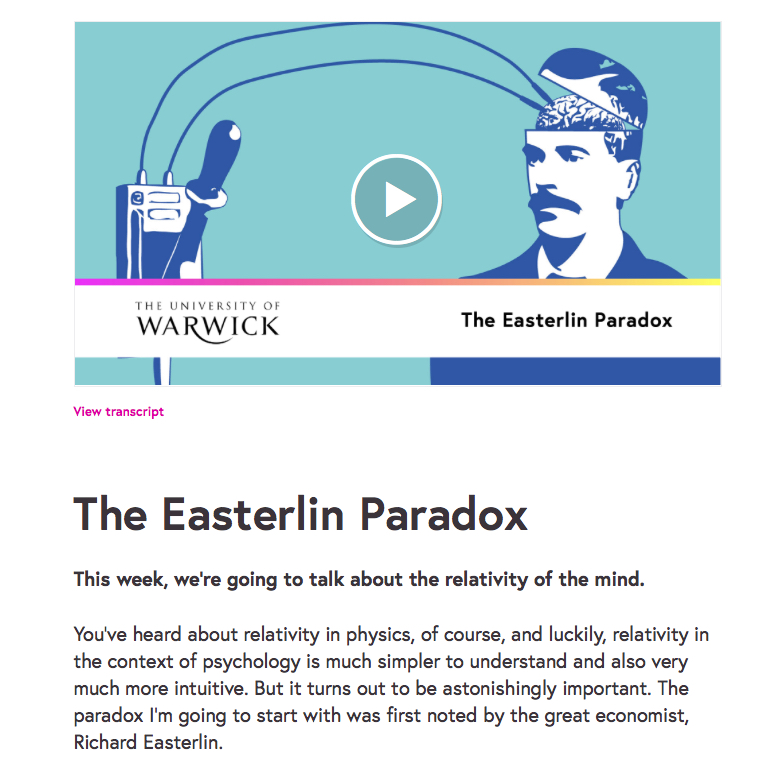 THE UNIVERSITY OF
WARWICK
The Easterlin Paradox
View transcript
The Easterlin Paradox
This week, we're going to talk about the relativity of the mind.
You've heard about relativity in physics, of course, and luckily, relativity in
the context of psychology is much simpler to understand and also very
much more intuitive. But it turns out to be astonishingly important. The
paradox I'm going to start with was first noted by the great economist,
Richard Easterlin.